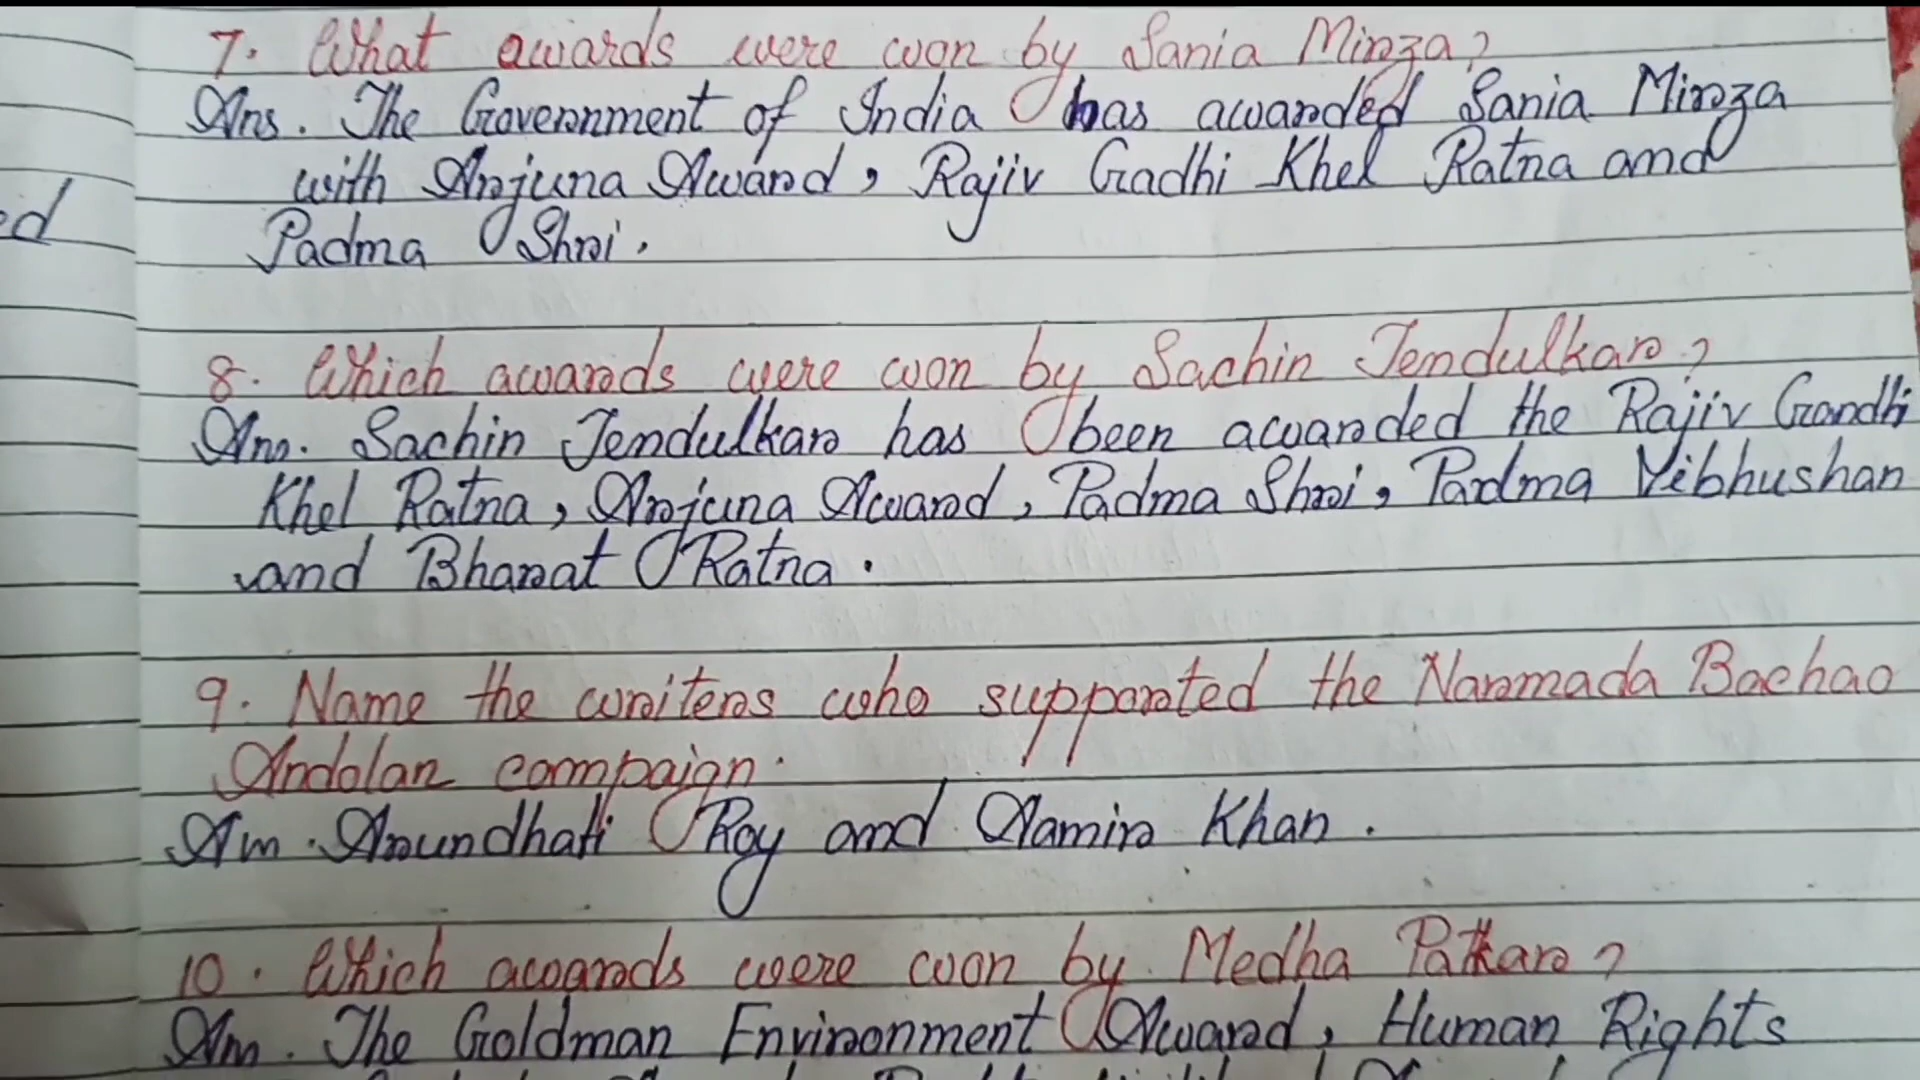 7. What awards were won by Sania Mirza?
Ans. The Government of India has awarded Sania Mirza
ed
with Arjuna Award, Rajiv Gadhi Khel Ratna and
Padma Shri.
8. Which awards were won by Sachin Tendulkar?
Ans. Sachin Tendulkar has been awarded the Rajiv Gandhi
Khel Ratna, Arjuna Award, Padma Shri, Padma Vibhushan
and Bharat Ratna.
9. Name the writers who supported the Narmada Bachao
Andolan campaign.
Ans. Arundhati Roy and Aamir Khan.
10. Which awards were won by Medha Patkar?
Ans. The Goldman Environment Award, Human Rights